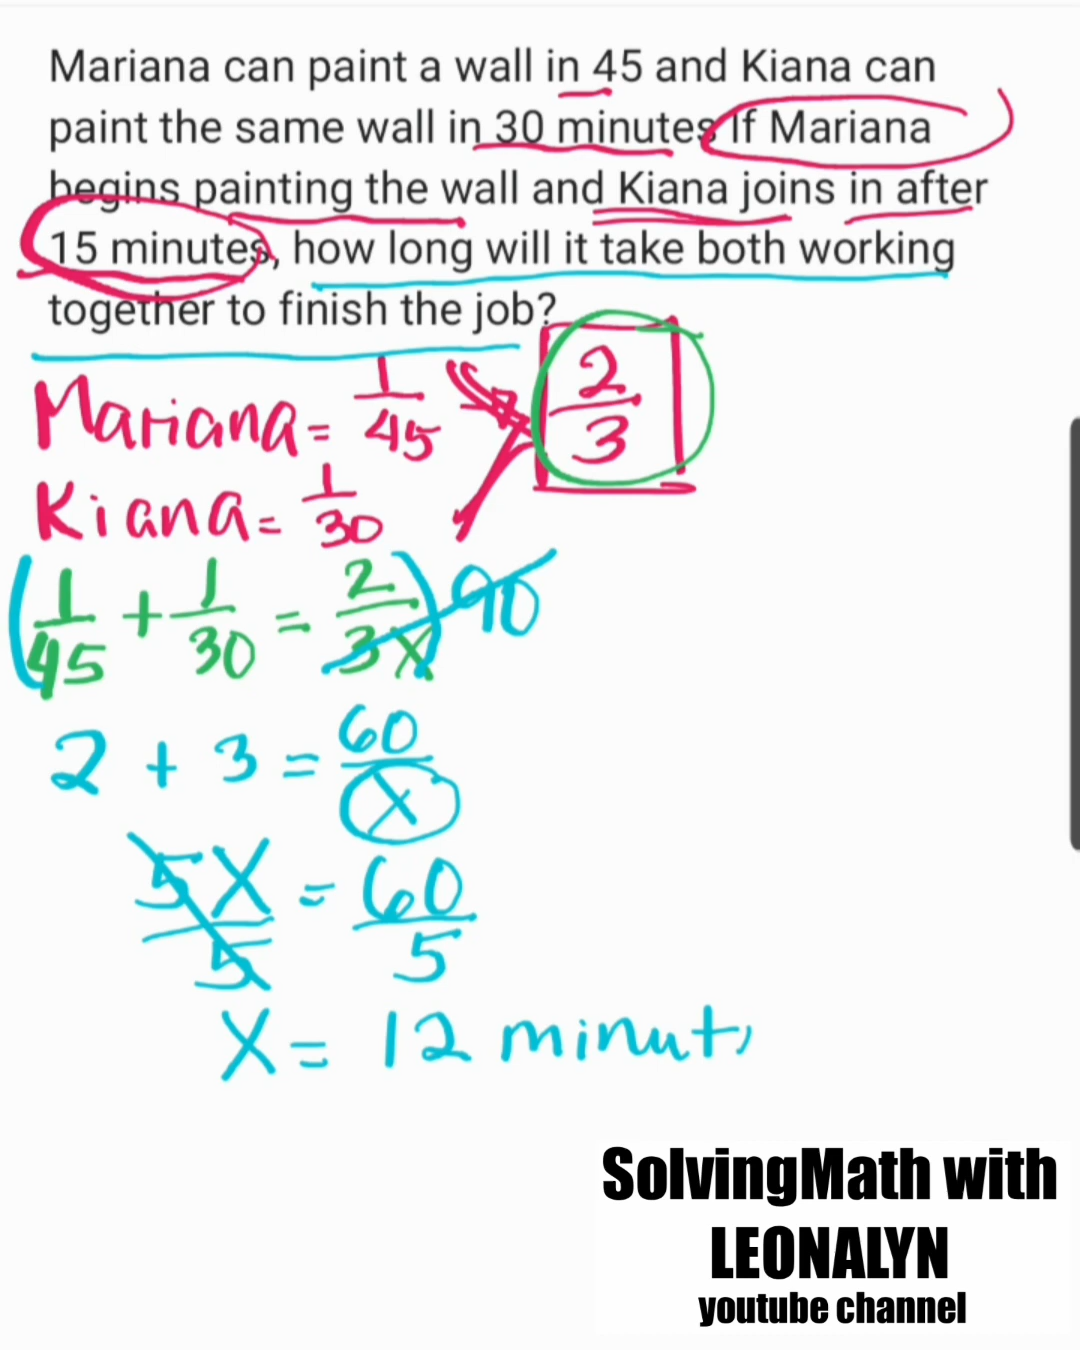 Mariana can paint a wall in 45 and Kiana can
paint the same wall in 30 minutes If Mariana
begins painting the wall and Kiana joins in after
15 minutes, how long will it take both working
together to finish the job?
Mariana = 1/45
2/3
Kiana = 1/30
(1/45 + 1/30 = 2/3x) 90
2 + 3 = 60/x
5x/5 = 60/5
x = 12 minut
SolvingMath with
LEONALYN
youtube channel